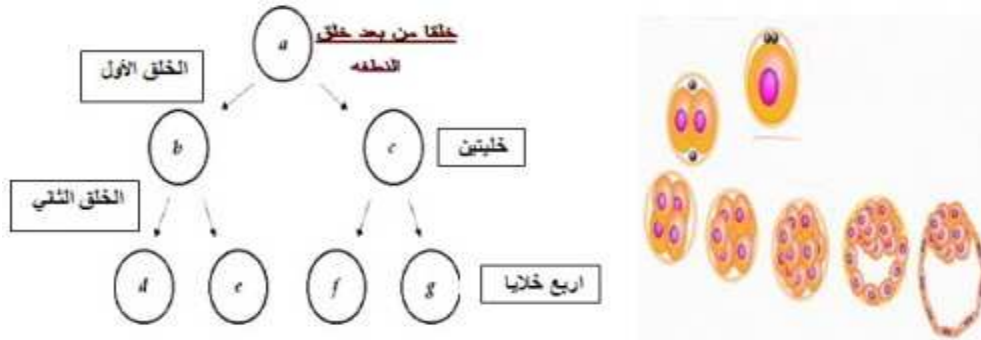 خلقا من بعد خلق
النطفه
a
الخلق الأول
b
c
خليتين
الخلق الثاني
d
e
f
g
اربع خلايا